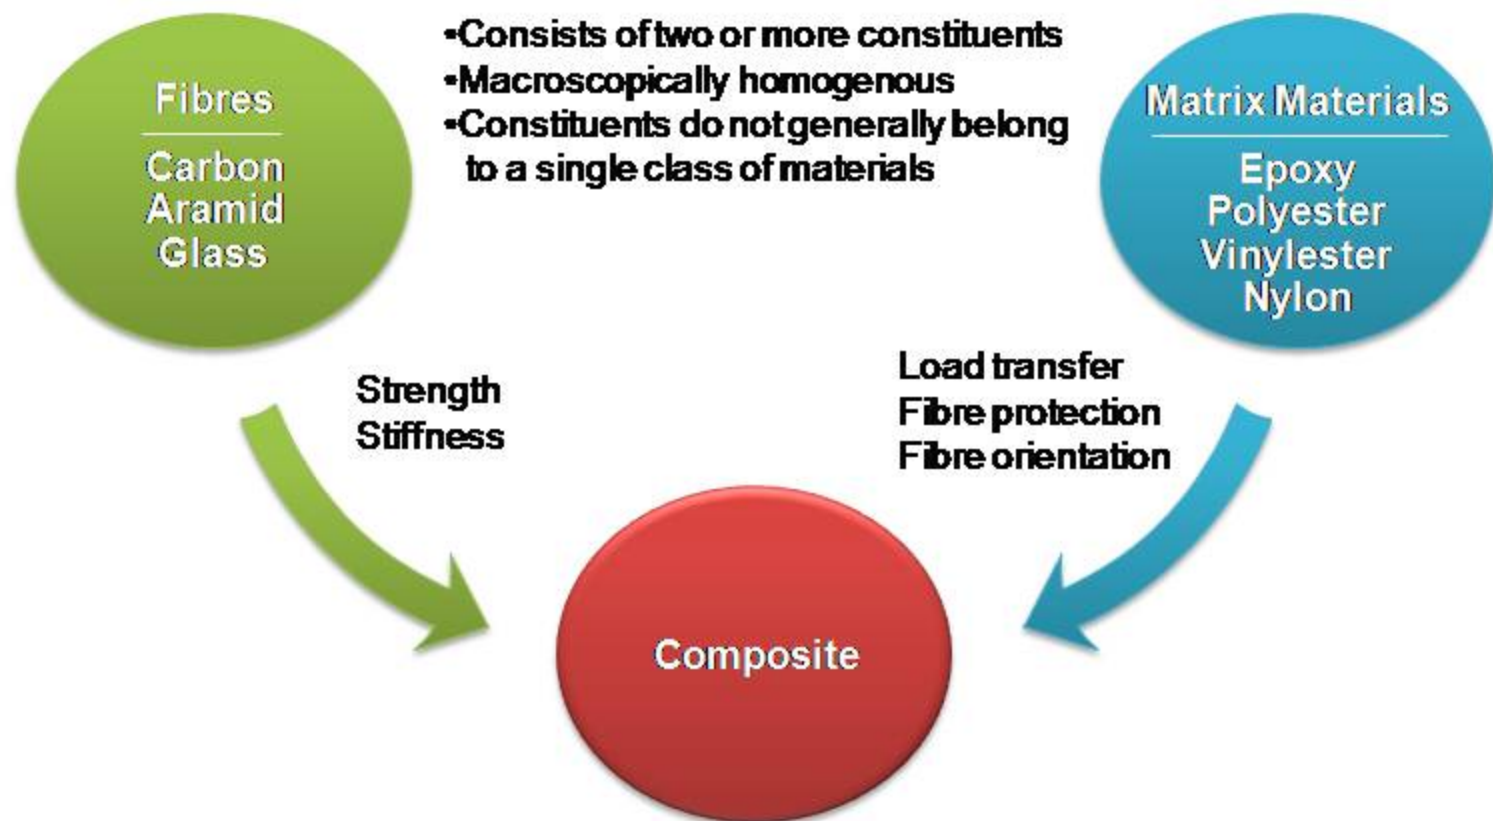 Fibres
Carbon
Aramid
Glass
•Consists of two or more constituents
•Macroscopically homogenous
•Constituents do not generally belong
to a single class of materials
Matrix Materials
Epoxy
Polyester
Vinylester
Nylon
Strength
Stiffness
Load transfer
Fibre protection
Fibre orientation
Composite